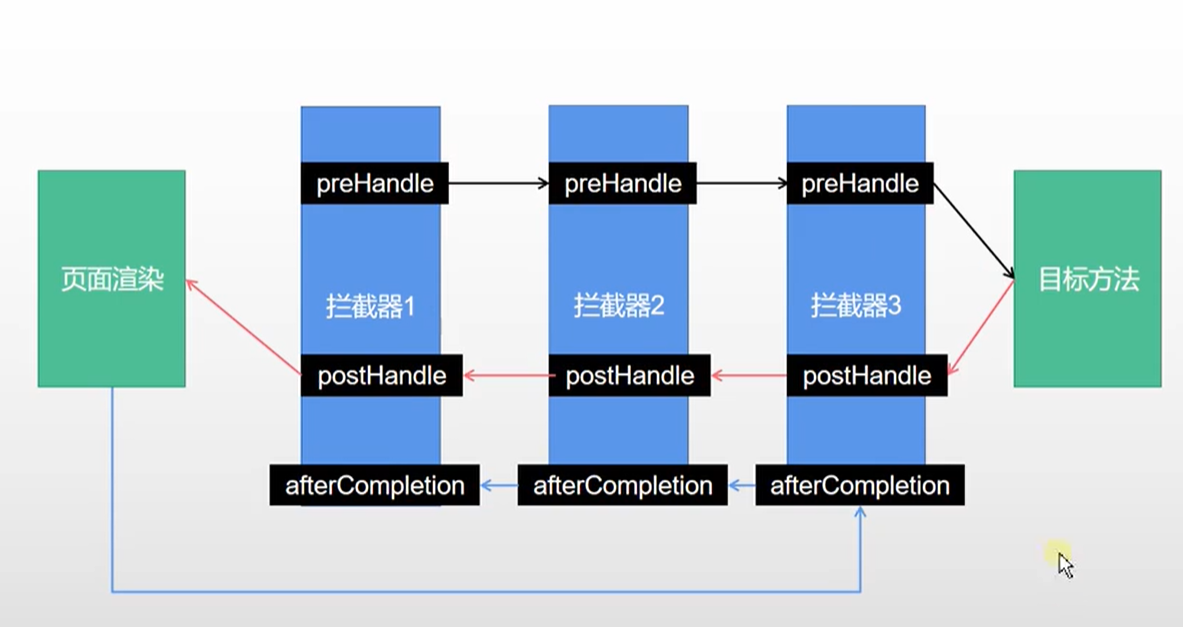 preHandle
preHandle
preHandle
页面渲染
拦截器1
拦截器2
拦截器3
目标方法
postHandle
postHandle
postHandle
afterCompletion
afterCompletion
afterCompletion